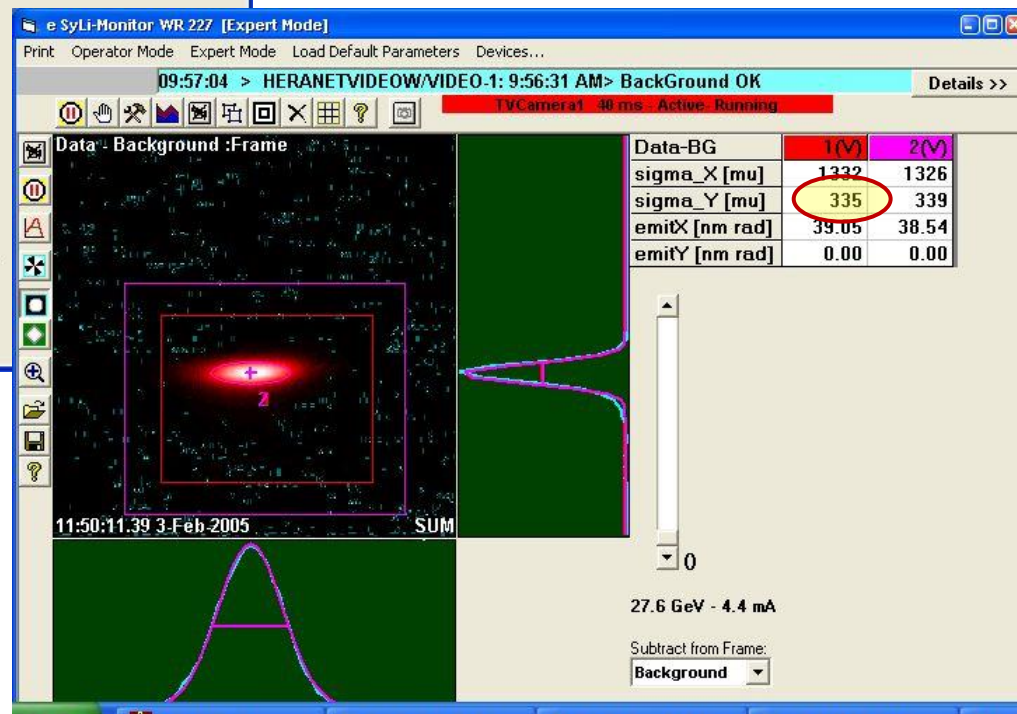 e SyLi-Monitor WR 227 [Expert Mode]
Print Operator Mode Expert Mode Load Default Parameters Devices...
09:57:04 > HERANETVIDEOW/VIDEO-1: 9:56:31 AM> BackGround OK
Details >>
TVCamera1 40 ms - Active- Running
Data - Background :Frame
Data-BG 1(V) 2(V)
sigma_X [mu] 1332 1326
sigma_Y [mu] 335 339
emitX [nm rad] 39.05 38.54
emitY [nm rad] 0.00 0.00
2
11:50:11.39 3-Feb-2005 SUM
0
27.6 GeV - 4.4 mA
Subtract from Frame:
Background